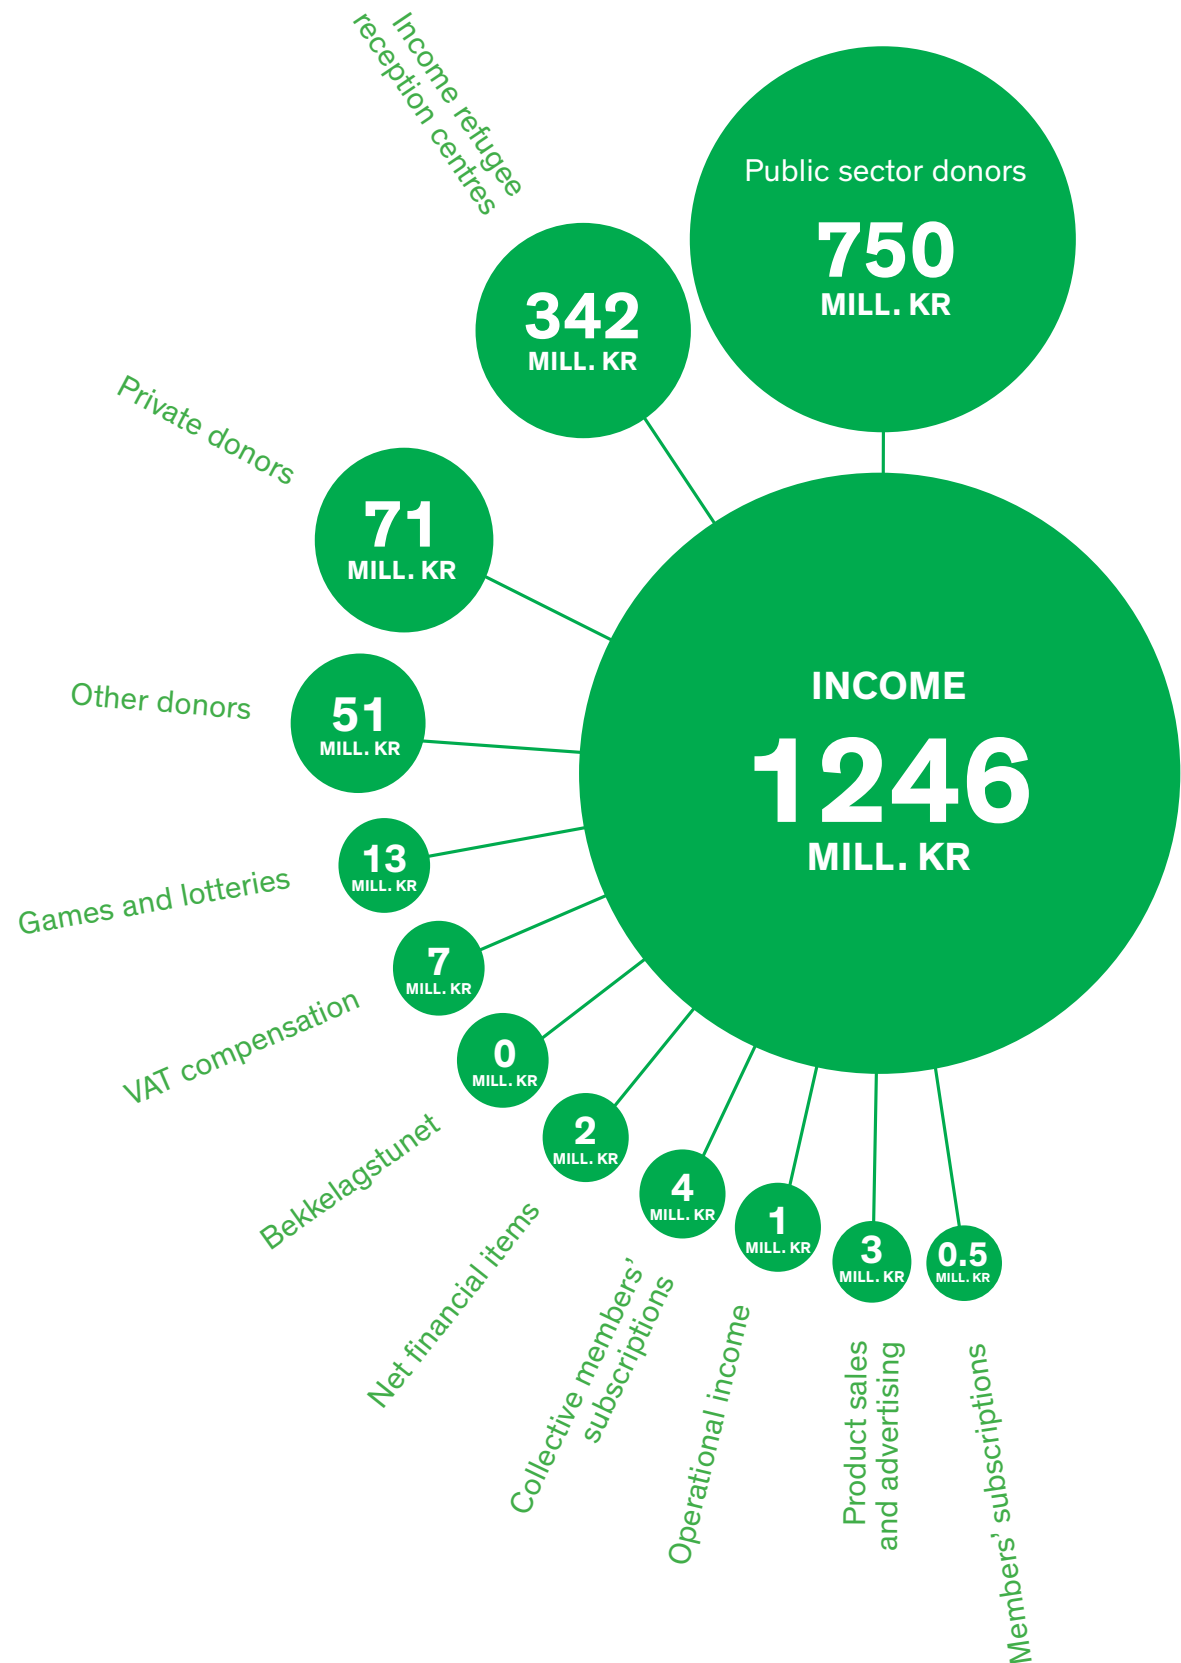 Income refugee
reception centres
342
MILL. KR
Public sector donors
750
MILL. KR
Private donors
71
MILL. KR
Other donors
51
MILL. KR
INCOME
1246
MILL. KR
Games and lotteries
13
MILL. KR
VAT compensation
7
MILL. KR
Bekkelagstunet
0
MILL. KR
Net financial items
2
MILL. KR
Collective members’
subscriptions
4
MILL. KR
Operational income
1
MILL. KR
Product sales
and advertising
3
MILL. KR
Members’ subscriptions
0.5
MILL. KR